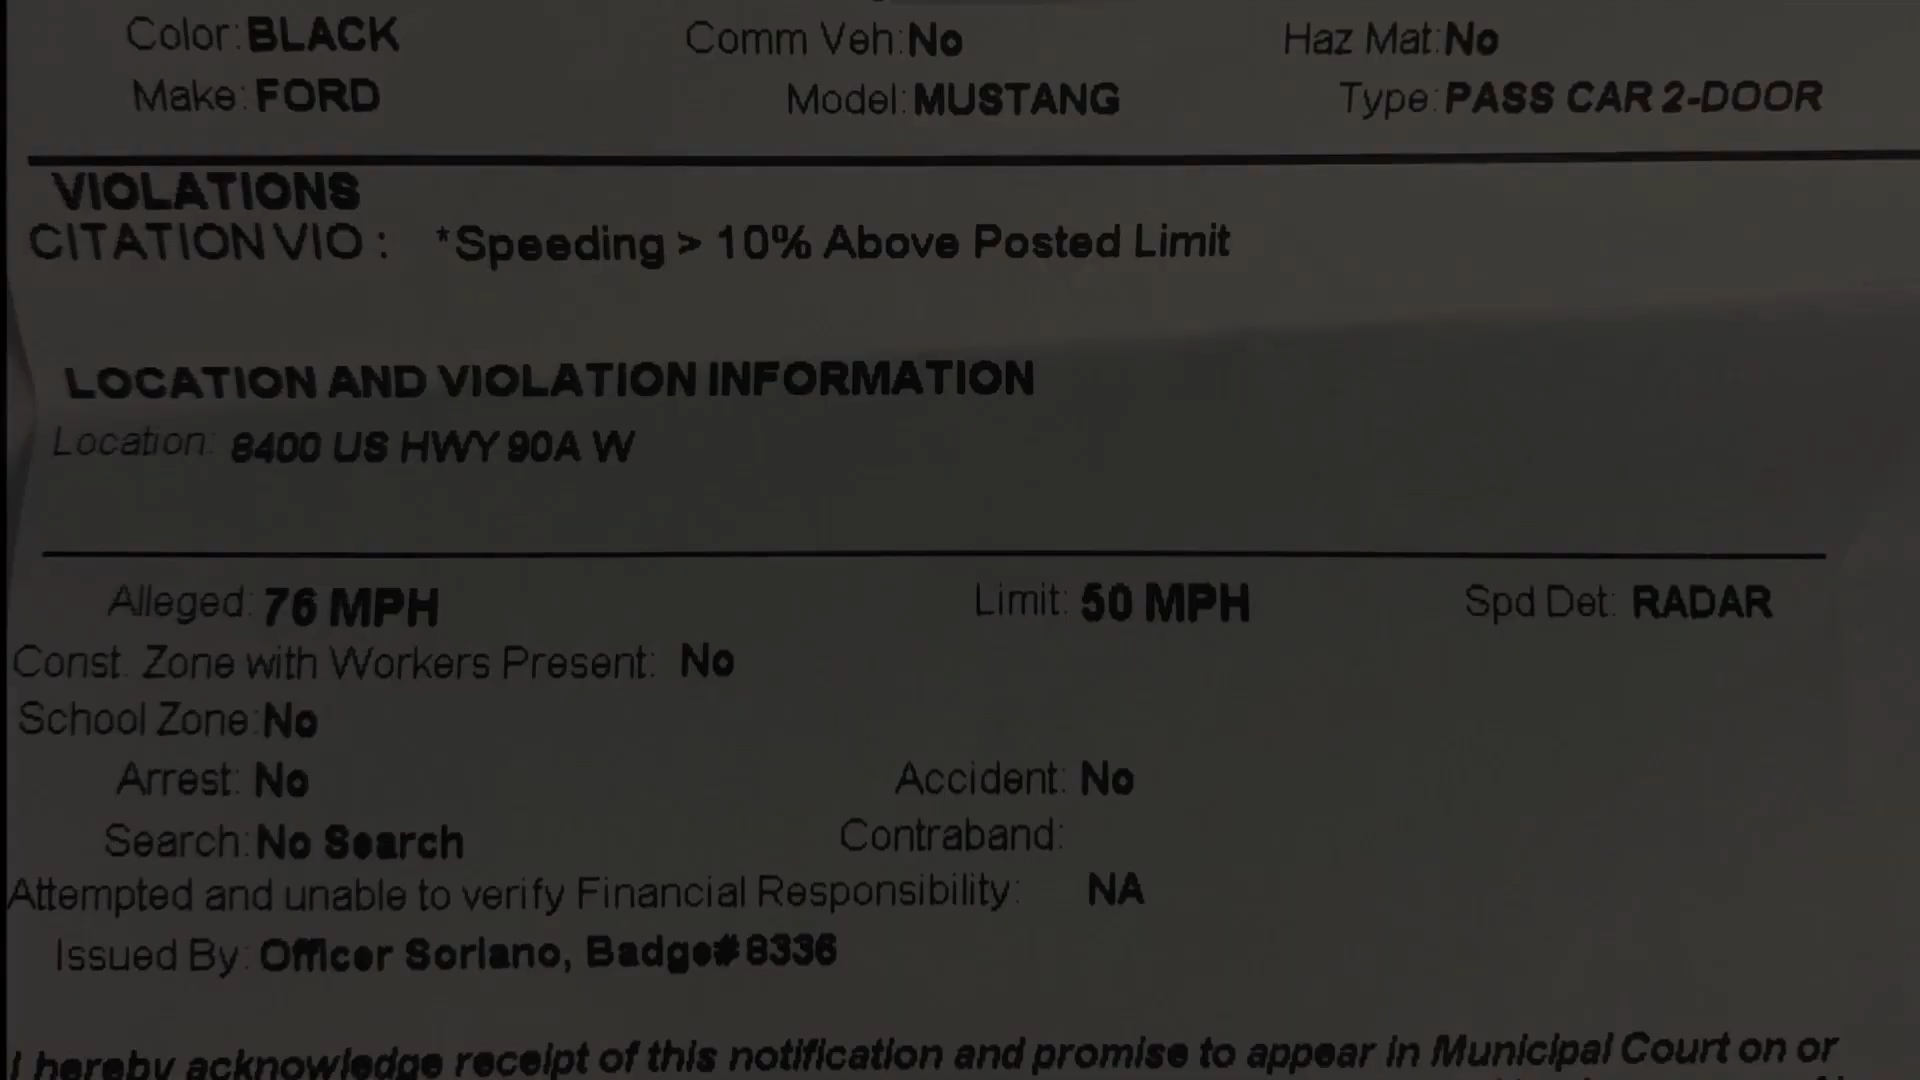 Color: BLACK Comm Veh: No Haz Mat: No
Make: FORD Model: MUSTANG Type: PASS CAR 2-DOOR
VIOLATIONS
CITATION VIO : *Speeding > 10% Above Posted Limit
LOCATION AND VIOLATION INFORMATION
Location: 8400 US HWY 90A W
Alleged: 76 MPH Limit: 50 MPH Spd Det: RADAR
Const. Zone with Workers Present: No
School Zone: No
Arrest: No Accident: No
Search: No Search Contraband:
Attempted and unable to verify Financial Responsibility: NA
Issued By: Officer Soriano, Badge# 8336
I hereby acknowledge receipt of this notification and promise to appear in Municipal Court on or